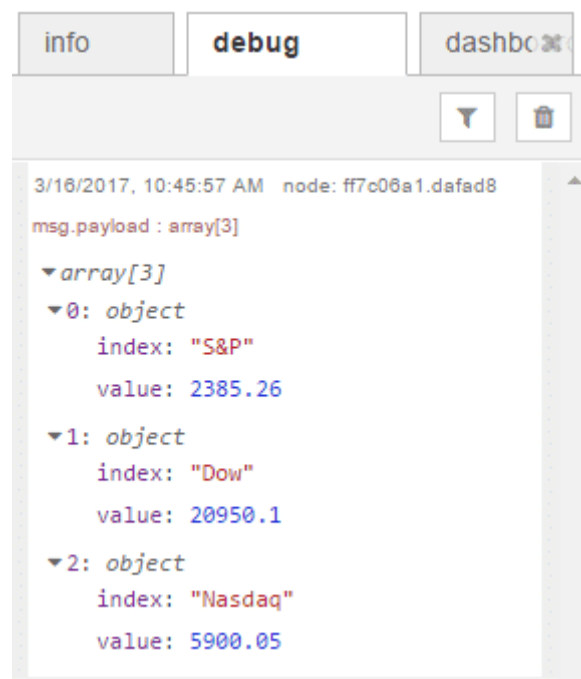 info debug dashbo
3/16/2017, 10:45:57 AM node: ff7c06a1.dafad8
msg.payload : array[3]
array[3]
0: object
index: "S&P"
value: 2385.26
1: object
index: "Dow"
value: 20950.1
2: object
index: "Nasdaq"
value: 5900.05